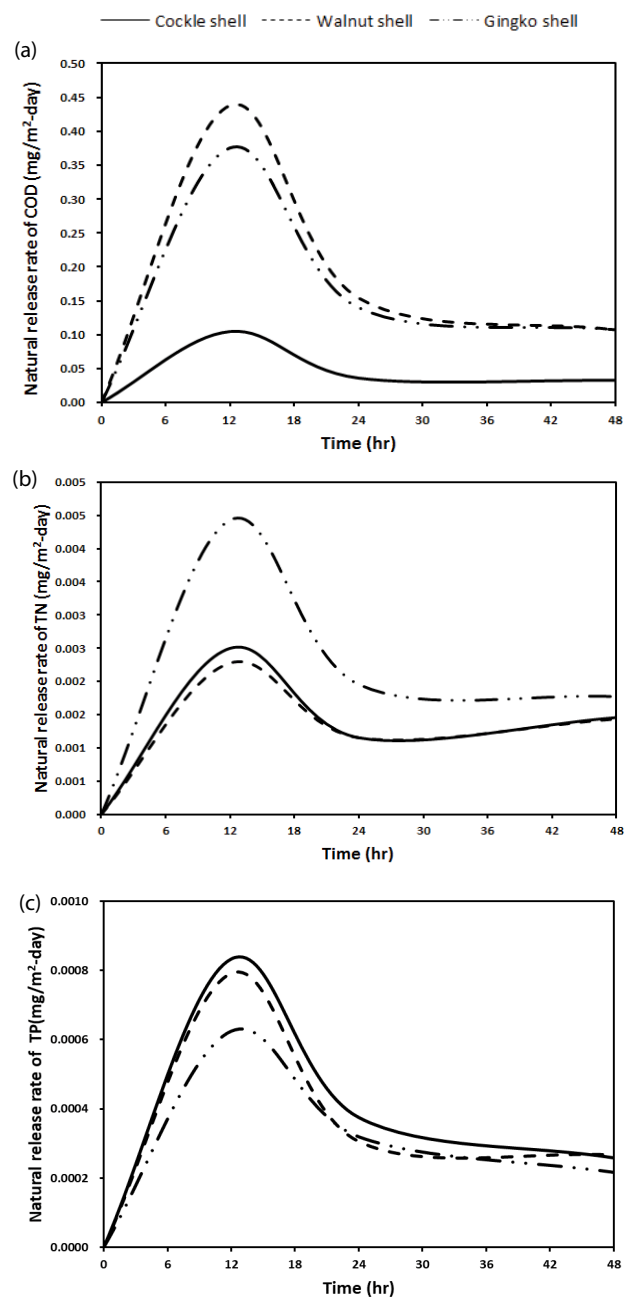 Cockle shell Walnut shell Gingko shell
(a)
Natural release rate of COD (mg/m²-day)
0.50
0.45
0.40
0.35
0.30
0.25
0.20
0.15
0.10
0.05
0.00
0 6 12 18 24 30 36 42 48
Time (hr)
(b)
Natural release rate of TN (mg/m²-day)
0.005
0.005
0.004
0.004
0.003
0.003
0.002
0.002
0.001
0.001
0.000
0 6 12 18 24 30 36 42 48
Time (hr)
(c)
Natural release rate of TP(mg/m²-day)
0.0010
0.0008
0.0006
0.0004
0.0002
0.0000
0 6 12 18 24 30 36 42 48
Time (hr)